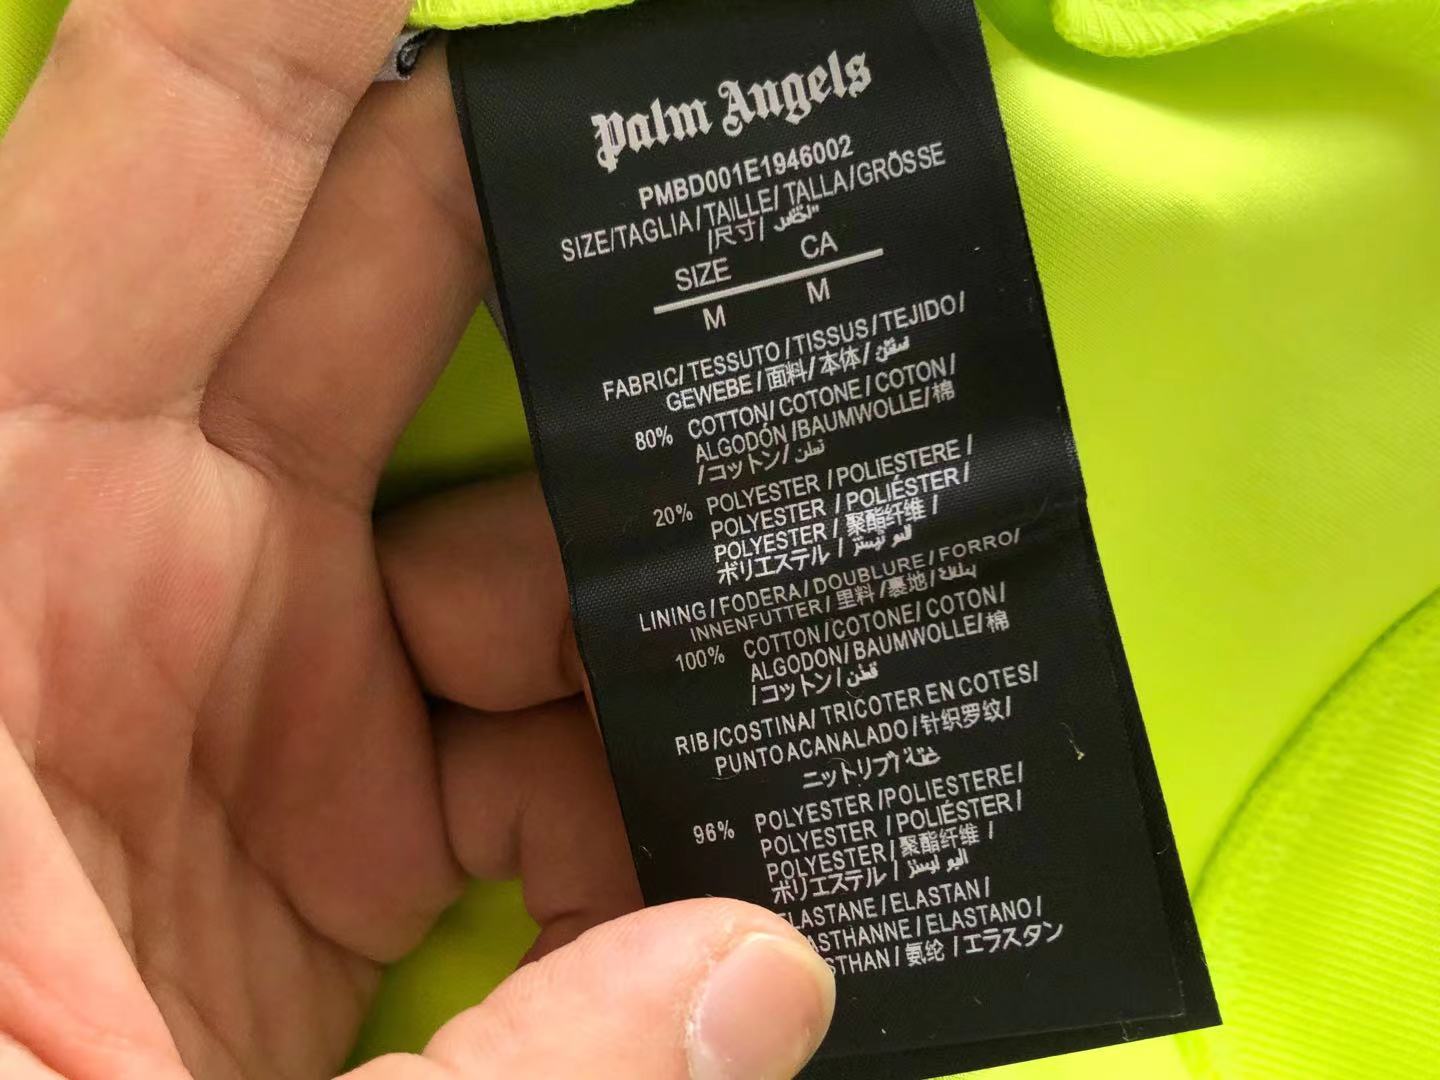 Palm Angels
PMBD001E1946002
SIZE/TAGLIA/TAILLE/TALLA/GRÖSSE
/尺寸/
SIZE CA
M M
FABRIC/TESSUTO/TISSUS/TEJIDO/
GEWEBE/面料/本体/
80% COTTON/COTONE/COTON/
ALGODÓN/BAUMWOLLE/棉
/コットン/قطن
20% POLYESTER/POLIESTERE/
POLYESTER/POLIÉSTER/
POLYESTER/聚酯纤维/
ポリエステル/
LINING/FODERA/DOUBLURE/FORRO/
INNENFUTTER/里料/裏地/
100% COTTON/COTONE/COTON/
ALGODON/BAUMWOLLE/棉
/コットン/قطن
RIB/COSTINA/TRICOTER EN COTES/
PUNTO ACANALADO/针织罗纹/
ニットリブ/
96% POLYESTER/POLIESTERE/
POLYESTER/POLIÉSTER/
POLYESTER/聚酯纤维/
ポリエステル/
ELASTANE/ELASTAN/
ASTHANNE/ELASTANO/
STHAN/氨纶/エラスタン